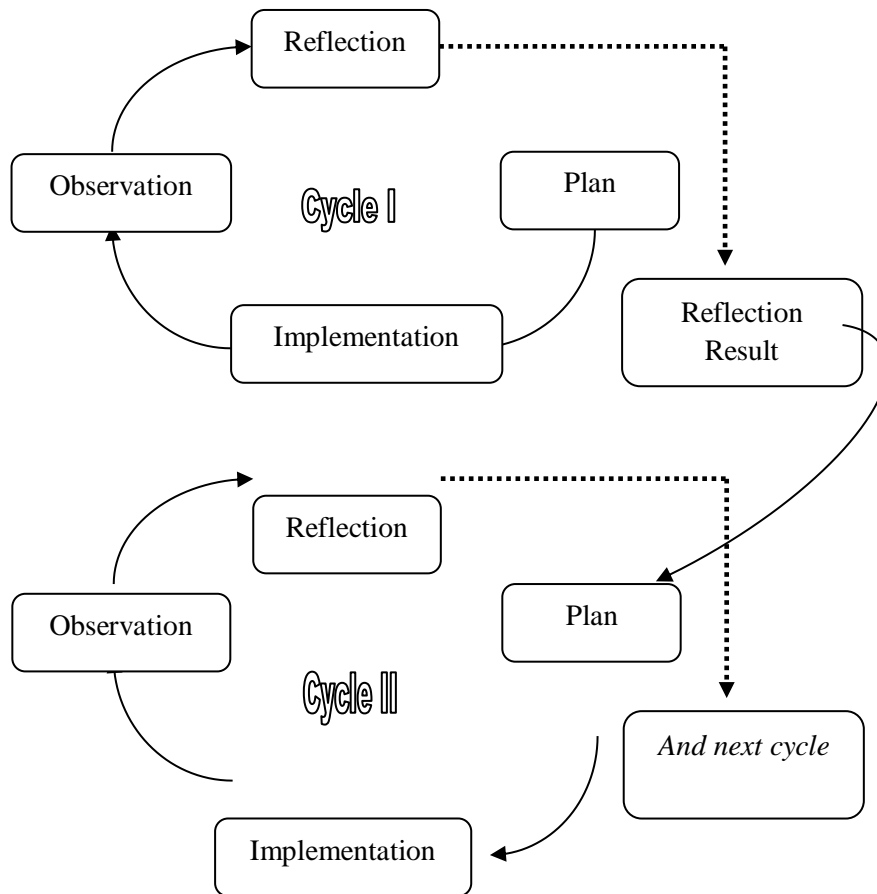 Reflection
Observation
Plan
Cycle I
Implementation
Reflection
Result
Reflection
Observation
Plan
Cycle II
And next cycle
Implementation